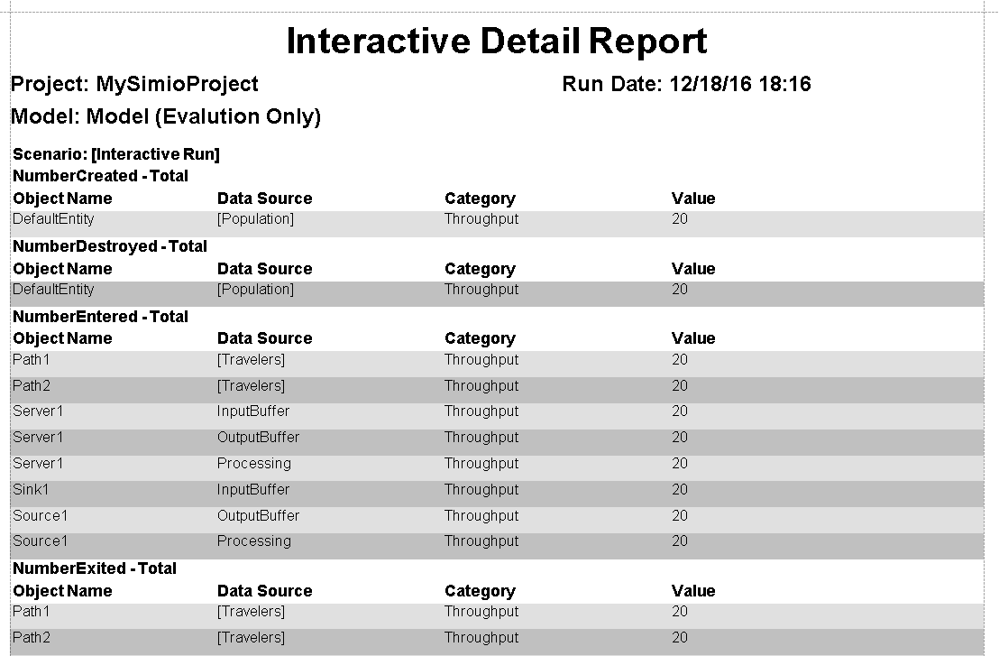 Interactive Detail Report
Project: MySimioProject Run Date: 12/18/16 18:16
Model: Model (Evalution Only)
Scenario: [Interactive Run]
NumberCreated - Total
Object Name Data Source Category Value
DefaultEntity [Population] Throughput 20
NumberDestroyed - Total
Object Name Data Source Category Value
DefaultEntity [Population] Throughput 20
NumberEntered - Total
Object Name Data Source Category Value
Path1 [Travelers] Throughput 20
Path2 [Travelers] Throughput 20
Server1 InputBuffer Throughput 20
Server1 OutputBuffer Throughput 20
Server1 Processing Throughput 20
Sink1 InputBuffer Throughput 20
Source1 OutputBuffer Throughput 20
Source1 Processing Throughput 20
NumberExited - Total
Object Name Data Source Category Value
Path1 [Travelers] Throughput 20
Path2 [Travelers] Throughput 20